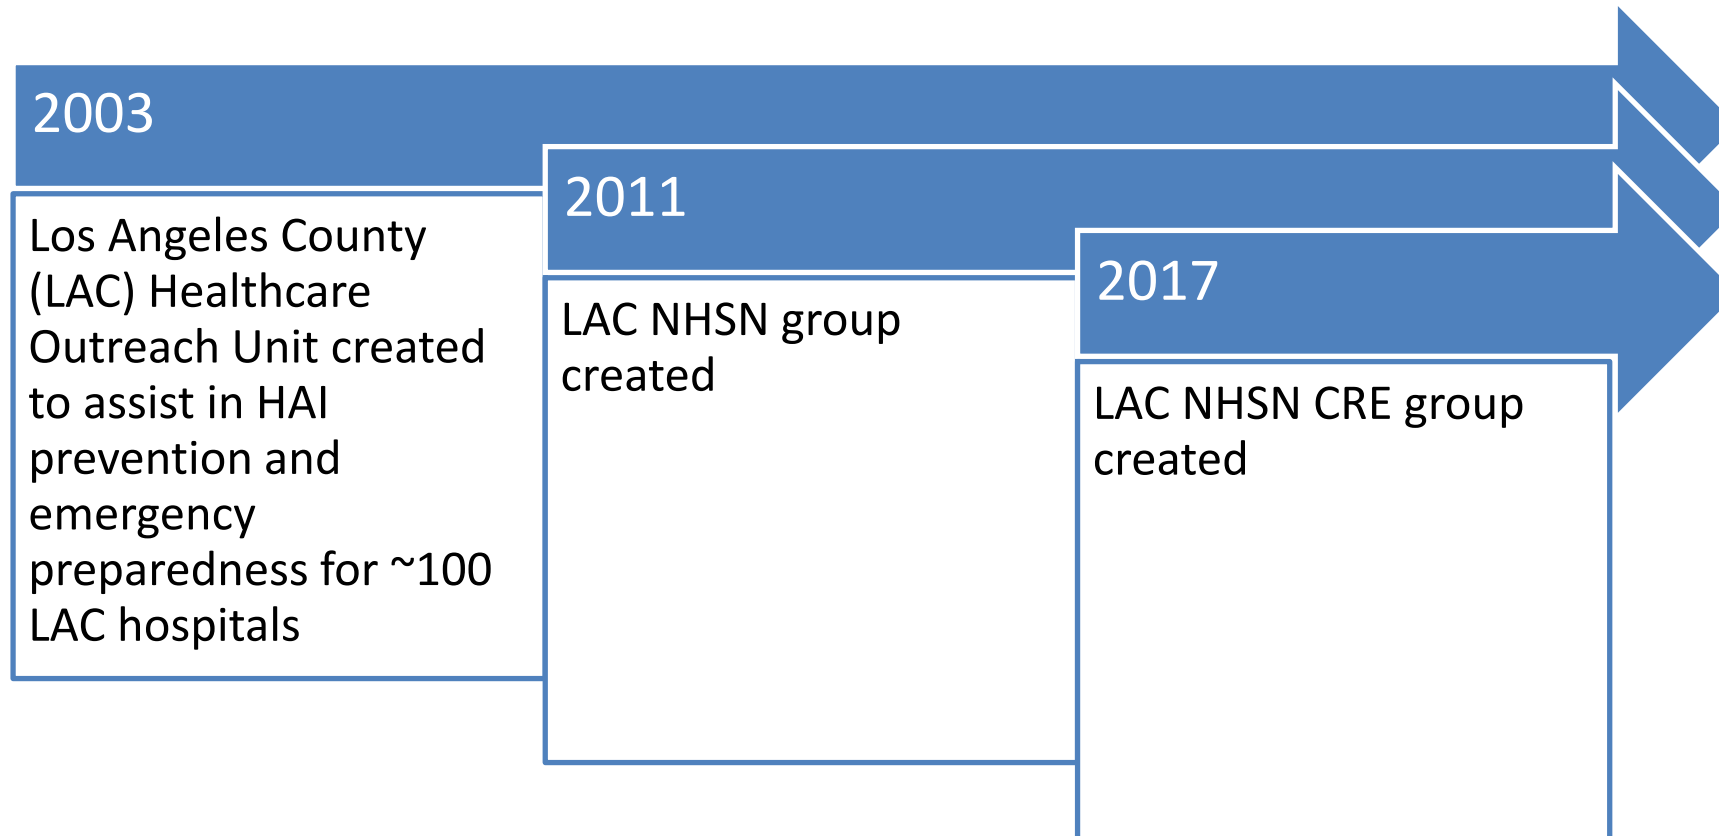 2003
Los Angeles County
(LAC) Healthcare
Outreach Unit created
to assist in HAI
prevention and
emergency
preparedness for ~100
LAC hospitals
2011
LAC NHSN group
created
2017
LAC NHSN CRE group
created